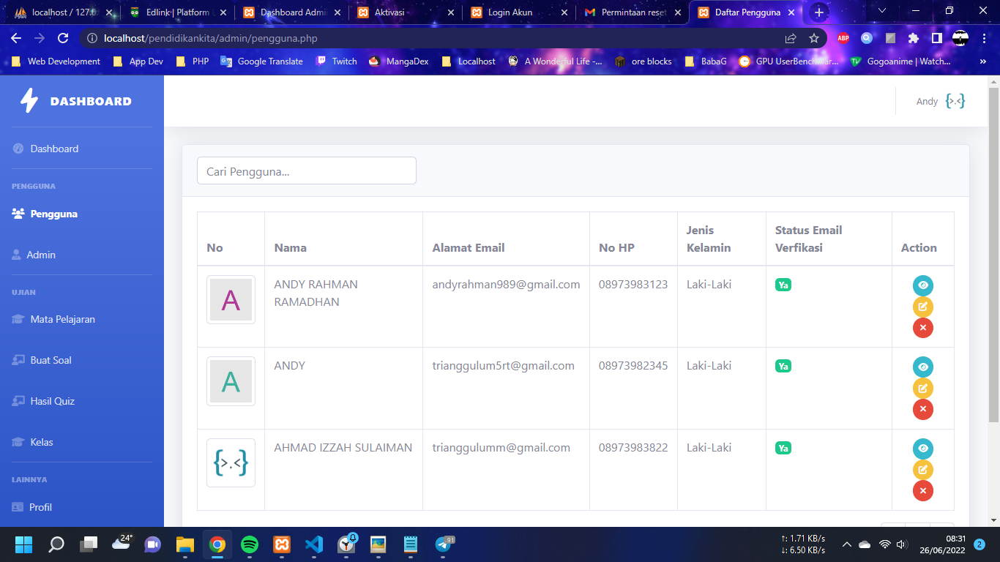 localhost / 127.0.
Edlink | Platform
Dashboard Admi
Aktivasi
Login Akun
Permintaan reset
Daftar Pengguna
localhost/pendidikankita/admin/pengguna.php
ABP
Web Development
App Dev
PHP
Google Translate
Twitch
MangaDex
Localhost
A Wonderful Life -...
ore blocks
BabaG
GPU UserBenchmar...
Gogoanime | Watch...
»
DASHBOARD
Andy {>.<}
Dashboard
PENGGUNA
Pengguna
Admin
UJIAN
Mata Pelajaran
Buat Soal
Hasil Quiz
Kelas
LAINNYA
Profil
Cari Pengguna...
No
Nama
Alamat Email
No HP
Jenis
Kelamin
Status Email
Verfikasi
Action
A
ANDY RAHMAN
RAMADHAN
andyrahman989@gmail.com
08973983123
Laki-Laki
Ya
A
ANDY
trianggulum5rt@gmail.com
08973982345
Laki-Laki
Ya
{>.<}
AHMAD IZZAH SULAIMAN
trianggulumm@gmail.com
08973983822
Laki-Laki
Ya
24°
91
↑: 1.71 KB/s
↓: 6.50 KB/s
08:31
26/06/2022
2